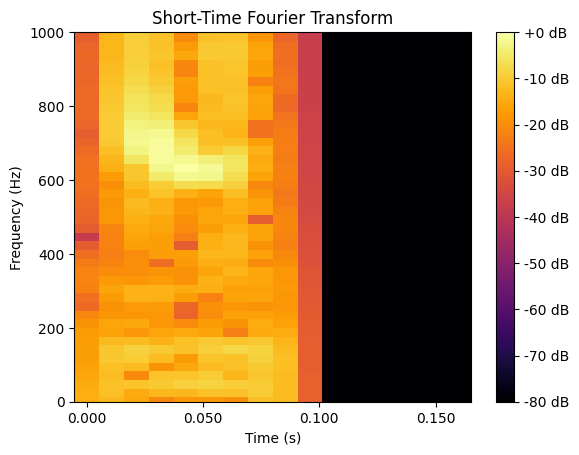 Short-Time Fourier Transform
1000
800
600
400
200
0
Frequency (Hz)
0.000
0.050
0.100
0.150
Time (s)
+0 dB
-10 dB
-20 dB
-30 dB
-40 dB
-50 dB
-60 dB
-70 dB
-80 dB